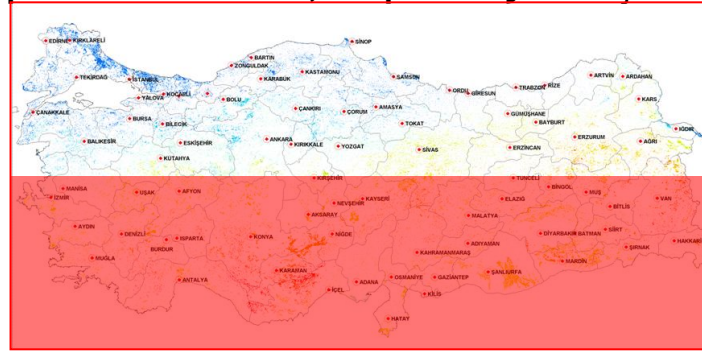 EDİRNE KIRKLARELİ
SİNOP
BARTIN
ZONGULDAK
KASTAMONU
TEKİRDAĞ İSTANBUL
KARABÜK
SAMSUN
ARTVİN ARDAHAN
TRABZON RİZE
ORDU GİRESUN
YALOVA KOCAELİ
BOLU
KARS
ÇANAKKALE
ÇANKIRI ÇORUM AMASYA
GÜMÜŞHANE
BURSA BİLECİK
TOKAT
BAYBURT
IĞDIR
BALIKESİR ESKİŞEHİR
ANKARA KIRIKKALE YOZGAT
SİVAS
ERZİNCAN ERZURUM
AĞRI
KÜTAHYA
KIRŞEHİR
TUNCELİ
BİNGÖL
MANİSA UŞAK AFYON
MUŞ
İZMİR
NEVŞEHİR KAYSERİ
ELAZIĞ
VAN
BİTLİS
AKSARAY
MALATYA
AYDIN DENİZLİ ISPARTA
KONYA NİĞDE
DİYARBAKIR BATMAN SİİRT
BURDUR
ADIYAMAN
ŞIRNAK HAKKARİ
MUĞLA
KAHRAMANMARAŞ
MARDİN
ANTALYA
KARAMAN
ADANA OSMANİYE GAZİANTEP
ŞANLIURFA
İÇEL
KİLİS
HATAY